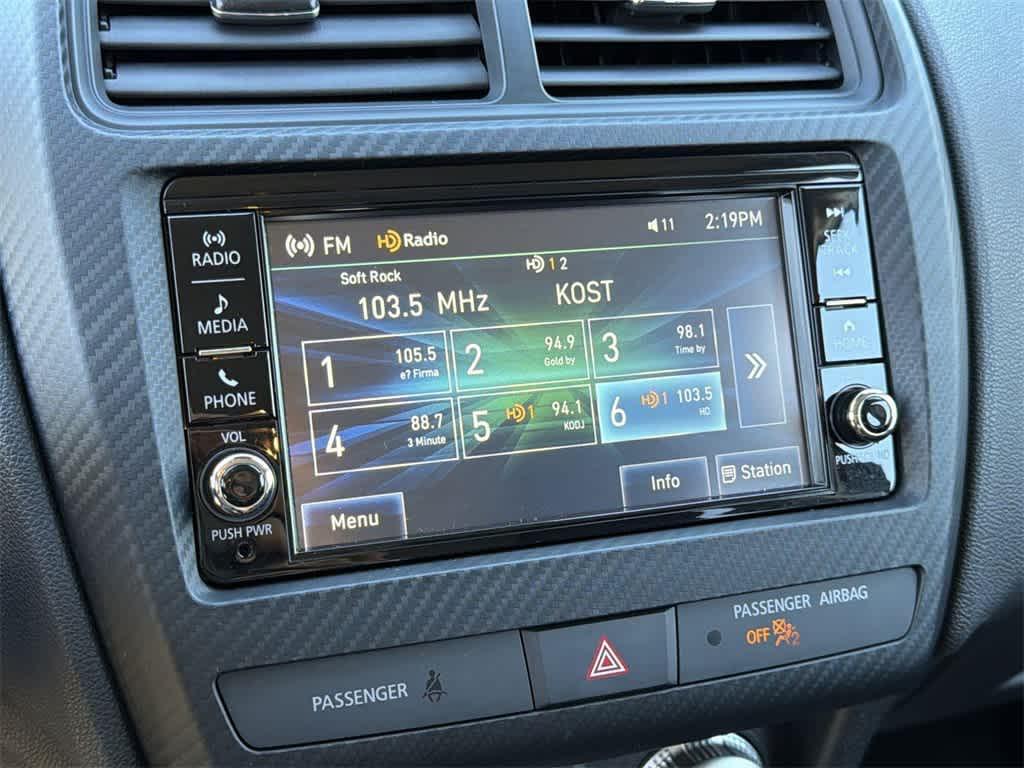 RADIO
MEDIA
PHONE
VOL
PUSH PWR
FM HD Radio 11 2:19PM
Soft Rock HD 1 2
103.5 MHz KOST
1 105.5
e? Firma
2 94.9
Gold by
3 98.1
Time by
4 88.7
3 Minute
5 HD 1 94.1
KODJ
6 HD 1 103.5
HD
Menu Info Station
TRACK
HOME
PASSENGER
PASSENGER AIRBAG
OFF 2